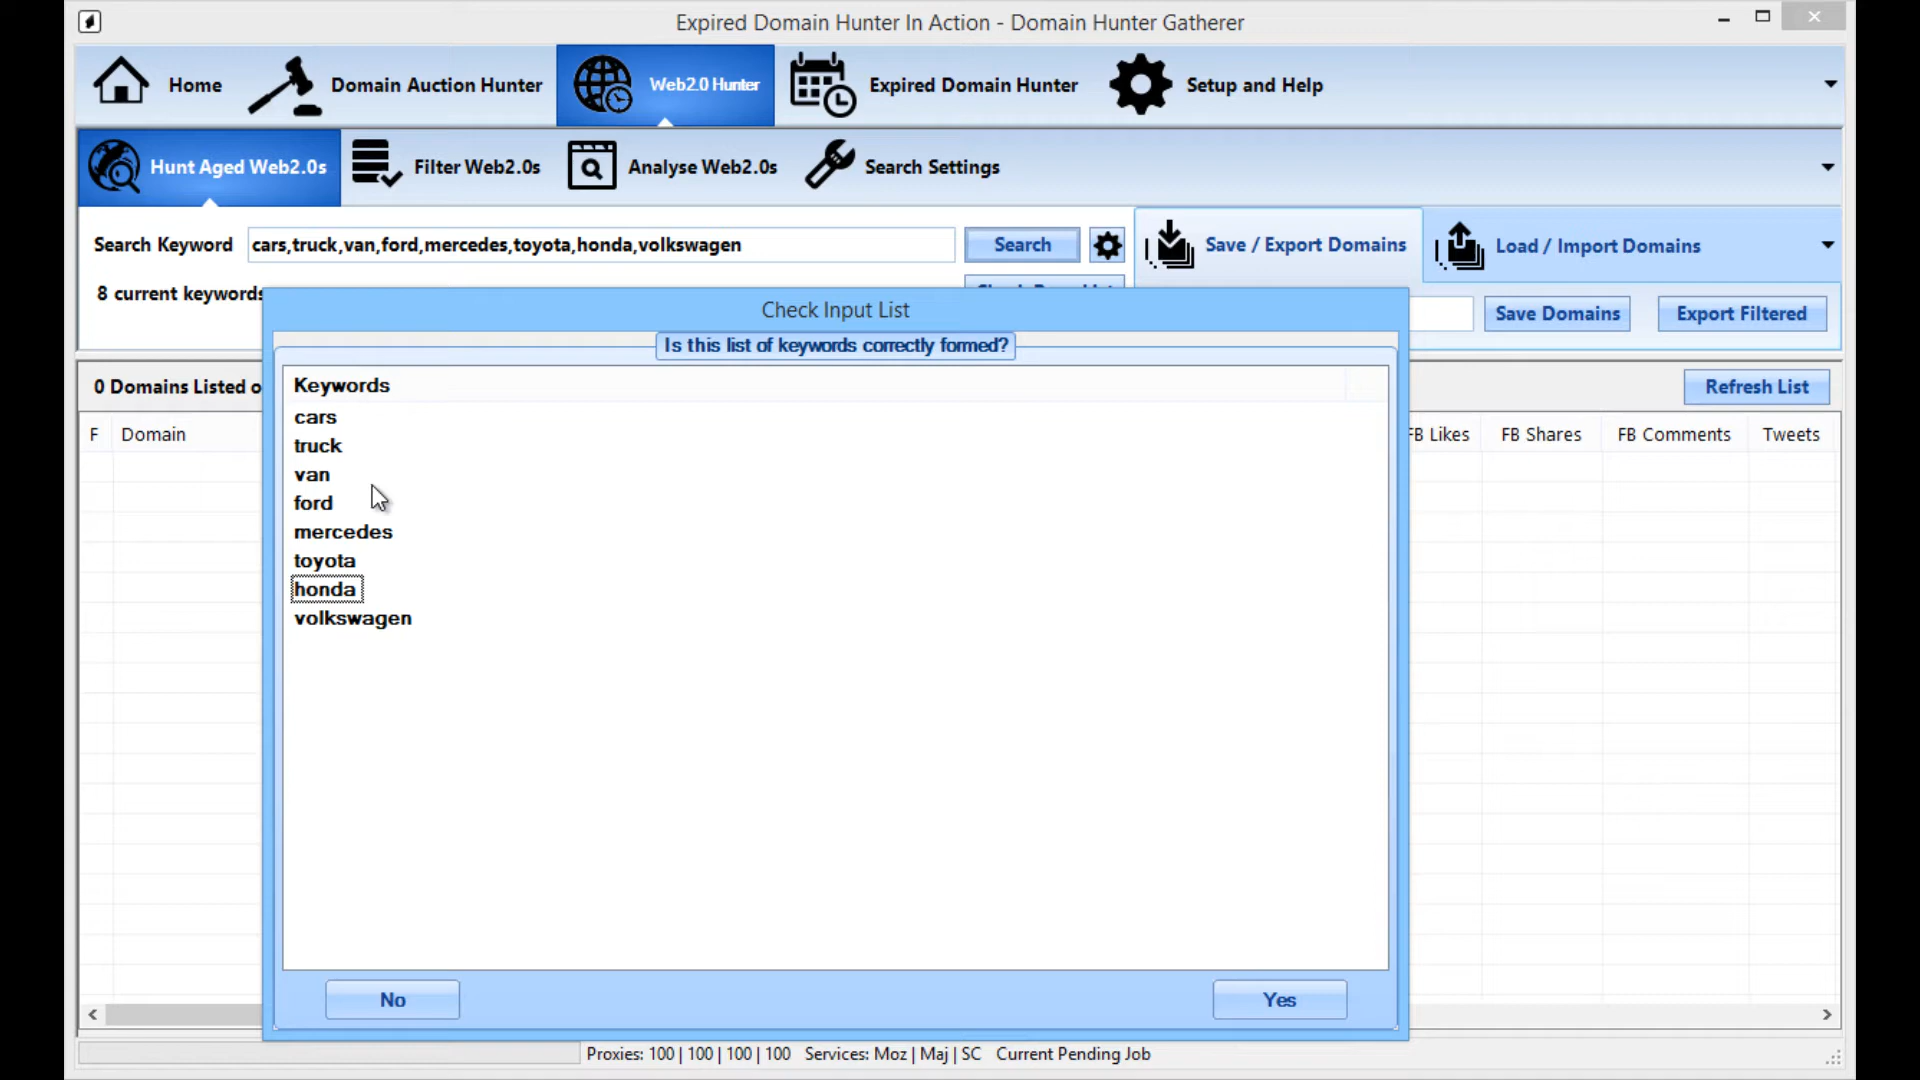 Expired Domain Hunter In Action - Domain Hunter Gatherer
Home
Domain Auction Hunter
Web2.0 Hunter
Expired Domain Hunter
Setup and Help
Hunt Aged Web2.0s
Filter Web2.0s
Analyse Web2.0s
Search Settings
Search Keyword
cars,truck,van,ford,mercedes,toyota,honda,volkswagen
Search
Save / Export Domains
Load / Import Domains
8 current keywords
Save Domains
Export Filtered
Check Input List
Is this list of keywords correctly formed?
0 Domains Listed o
Refresh List
F
Domain
FB Likes
FB Shares
FB Comments
Tweets
Keywords
cars
truck
van
ford
mercedes
toyota
honda
volkswagen
No
Yes
Proxies: 100 | 100 | 100 | 100 Services: Moz | Maj | SC Current Pending Job